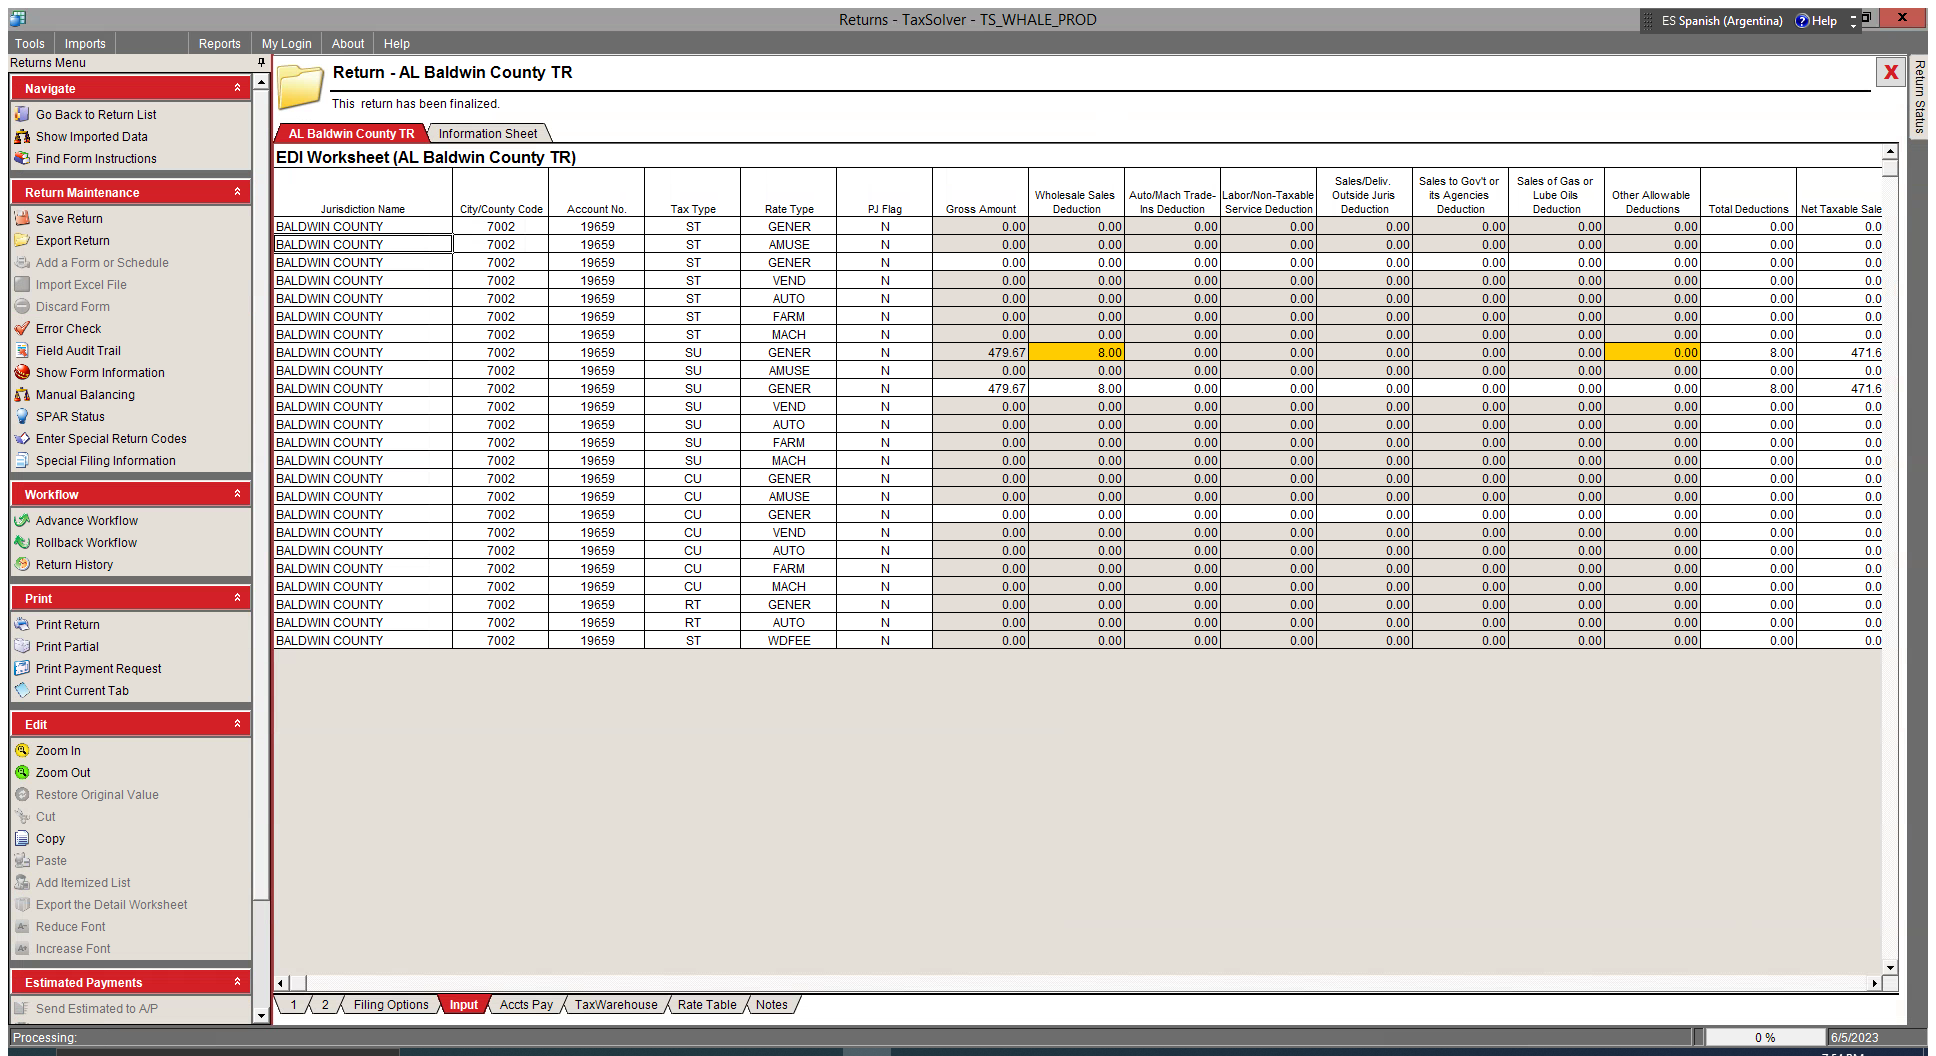 Returns - TaxSolver - TS_WHALE_PROD
ES Spanish (Argentina) Help
Tools Imports Reports My Login About Help
Returns Menu
Navigate
Go Back to Return List
Show Imported Data
Find Form Instructions
Return Maintenance
Save Return
Export Return
Add a Form or Schedule
Import Excel File
Discard Form
Error Check
Field Audit Trail
Show Form Information
Manual Balancing
SPAR Status
Enter Special Return Codes
Special Filing Information
Workflow
Advance Workflow
Rollback Workflow
Return History
Print
Print Return
Print Partial
Print Payment Request
Print Current Tab
Edit
Zoom In
Zoom Out
Restore Original Value
Cut
Copy
Paste
Add Itemized List
Export the Detail Worksheet
Reduce Font
Increase Font
Estimated Payments
Send Estimated to A/P
Return - AL Baldwin County TR
This return has been finalized.
X
Return Status
AL Baldwin County TR Information Sheet
EDI Worksheet (AL Baldwin County TR)
Jurisdiction Name City/County Code Account No. Tax Type Rate Type PJ Flag Gross Amount Wholesale Sales Deduction Auto/Mach Trade-Ins Deduction Labor/Non-Taxable Service Deduction Sales/Deliv. Outside Juris Deduction Sales to Gov't or its Agencies Deduction Sales of Gas or Lube Oils Deduction Other Allowable Deductions Total Deductions Net Taxable Sale
BALDWIN COUNTY 7002 19659 ST GENER N 0.00 0.00 0.00 0.00 0.00 0.00 0.00 0.00 0.00 0.0
BALDWIN COUNTY 7002 19659 ST AMUSE N 0.00 0.00 0.00 0.00 0.00 0.00 0.00 0.00 0.00 0.0
BALDWIN COUNTY 7002 19659 ST GENER N 0.00 0.00 0.00 0.00 0.00 0.00 0.00 0.00 0.00 0.0
BALDWIN COUNTY 7002 19659 ST VEND N 0.00 0.00 0.00 0.00 0.00 0.00 0.00 0.00 0.00 0.0
BALDWIN COUNTY 7002 19659 ST AUTO N 0.00 0.00 0.00 0.00 0.00 0.00 0.00 0.00 0.00 0.0
BALDWIN COUNTY 7002 19659 ST FARM N 0.00 0.00 0.00 0.00 0.00 0.00 0.00 0.00 0.00 0.0
BALDWIN COUNTY 7002 19659 ST MACH N 0.00 0.00 0.00 0.00 0.00 0.00 0.00 0.00 0.00 0.0
BALDWIN COUNTY 7002 19659 SU GENER N 479.67 8.00 0.00 0.00 0.00 0.00 0.00 0.00 8.00 471.6
BALDWIN COUNTY 7002 19659 SU AMUSE N 0.00 0.00 0.00 0.00 0.00 0.00 0.00 0.00 0.00 0.0
BALDWIN COUNTY 7002 19659 SU GENER N 479.67 8.00 0.00 0.00 0.00 0.00 0.00 0.00 8.00 471.6
BALDWIN COUNTY 7002 19659 SU VEND N 0.00 0.00 0.00 0.00 0.00 0.00 0.00 0.00 0.00 0.0
BALDWIN COUNTY 7002 19659 SU AUTO N 0.00 0.00 0.00 0.00 0.00 0.00 0.00 0.00 0.00 0.0
BALDWIN COUNTY 7002 19659 SU FARM N 0.00 0.00 0.00 0.00 0.00 0.00 0.00 0.00 0.00 0.0
BALDWIN COUNTY 7002 19659 SU MACH N 0.00 0.00 0.00 0.00 0.00 0.00 0.00 0.00 0.00 0.0
BALDWIN COUNTY 7002 19659 CU GENER N 0.00 0.00 0.00 0.00 0.00 0.00 0.00 0.00 0.00 0.0
BALDWIN COUNTY 7002 19659 CU AMUSE N 0.00 0.00 0.00 0.00 0.00 0.00 0.00 0.00 0.00 0.0
BALDWIN COUNTY 7002 19659 CU GENER N 0.00 0.00 0.00 0.00 0.00 0.00 0.00 0.00 0.00 0.0
BALDWIN COUNTY 7002 19659 CU VEND N 0.00 0.00 0.00 0.00 0.00 0.00 0.00 0.00 0.00 0.0
BALDWIN COUNTY 7002 19659 CU AUTO N 0.00 0.00 0.00 0.00 0.00 0.00 0.00 0.00 0.00 0.0
BALDWIN COUNTY 7002 19659 CU FARM N 0.00 0.00 0.00 0.00 0.00 0.00 0.00 0.00 0.00 0.0
BALDWIN COUNTY 7002 19659 CU MACH N 0.00 0.00 0.00 0.00 0.00 0.00 0.00 0.00 0.00 0.0
BALDWIN COUNTY 7002 19659 RT GENER N 0.00 0.00 0.00 0.00 0.00 0.00 0.00 0.00 0.00 0.0
BALDWIN COUNTY 7002 19659 RT AUTO N 0.00 0.00 0.00 0.00 0.00 0.00 0.00 0.00 0.00 0.0
BALDWIN COUNTY 7002 19659 ST WDFEE N 0.00 0.00 0.00 0.00 0.00 0.00 0.00 0.00 0.00 0.0
1 2 Filing Options Input Accts Pay TaxWarehouse Rate Table Notes
Processing: 0 % 6/5/2023